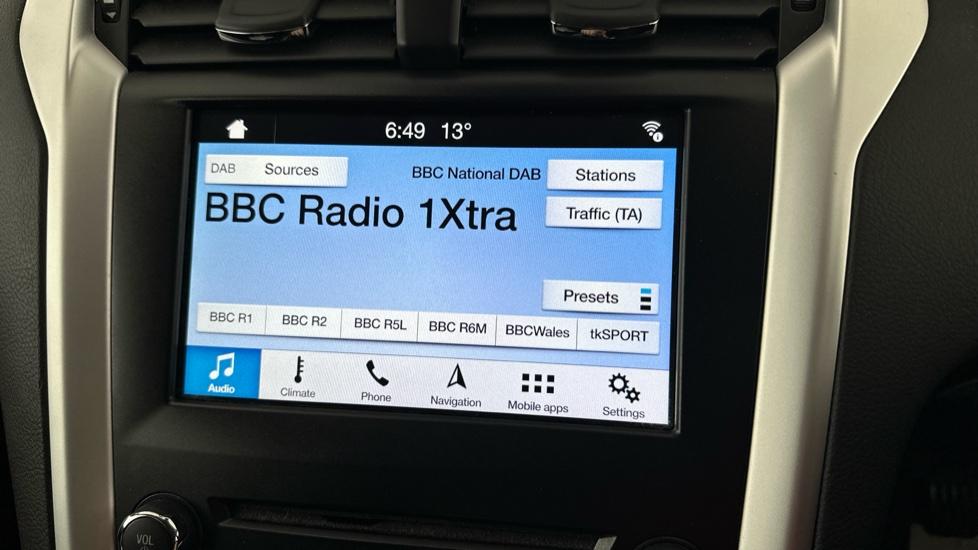 6:49 13°
DAB Sources
BBC National DAB
Stations
BBC Radio 1Xtra
Traffic (TA)
Presets
BBC R1
BBC R2
BBC R5L
BBC R6M
BBCWales
tkSPORT
Audio
Climate
Phone
Navigation
Mobile apps
Settings
VOL